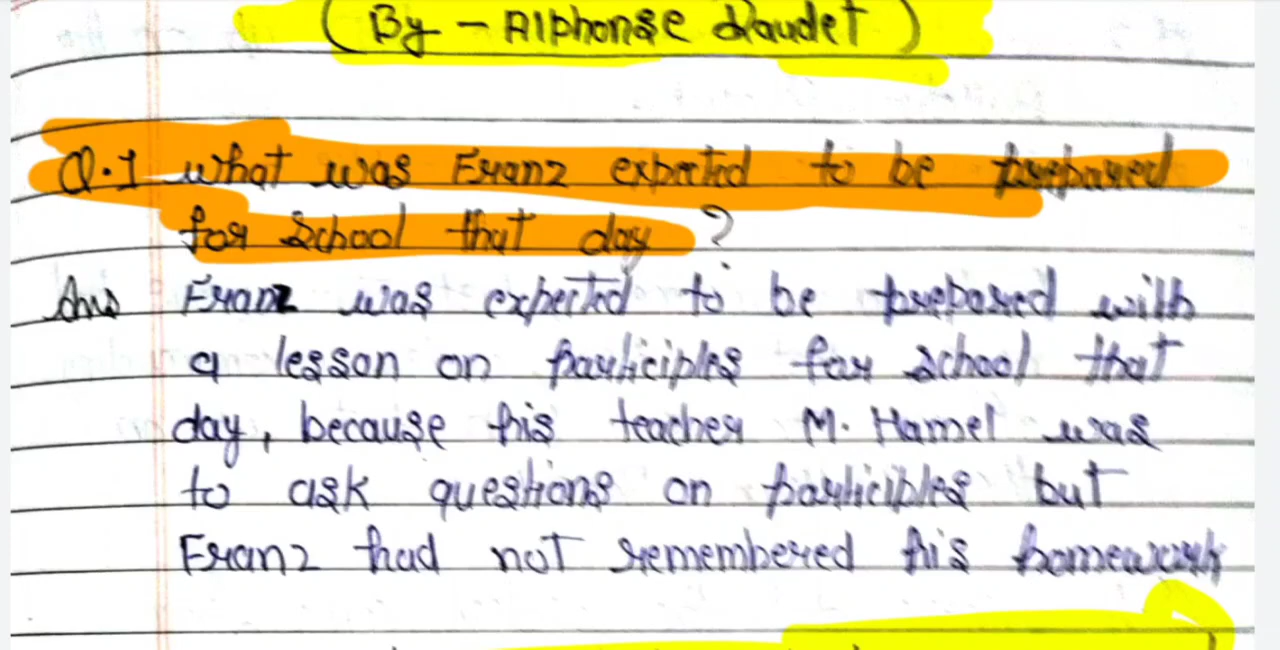 (By - Alphonse Daudet)
Q.1 what was Franz expected to be prepared
for School that day ?
Ans Franz was expected to be prepared with
a lesson on participles for school that
day, because his teacher M. Hamel was
to ask questions on participles but
Franz had not remembered his homework